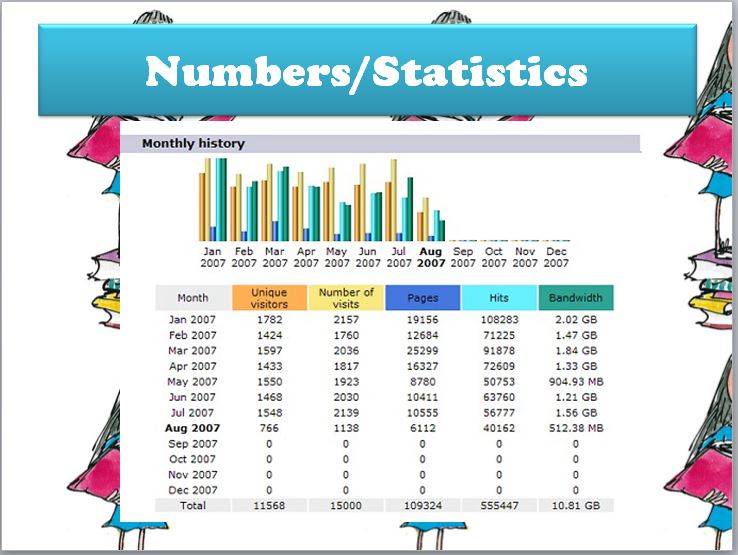 Numbers/Statistics
Monthly history
Jan Feb Mar Apr May Jun Jul Aug Sep Oct Nov Dec
2007 2007 2007 2007 2007 2007 2007 2007 2007 2007 2007 2007
Month Unique visitors Number of visits Pages Hits Bandwidth
Jan 2007 1782 2157 19156 108283 2.02 GB
Feb 2007 1424 1760 12684 71225 1.47 GB
Mar 2007 1597 2036 25299 91878 1.84 GB
Apr 2007 1433 1817 16327 72609 1.33 GB
May 2007 1550 1923 8780 50753 904.93 MB
Jun 2007 1468 2030 10411 63760 1.21 GB
Jul 2007 1548 2139 10555 56777 1.56 GB
Aug 2007 766 1138 6112 40162 512.38 MB
Sep 2007 0 0 0 0 0
Oct 2007 0 0 0 0 0
Nov 2007 0 0 0 0 0
Dec 2007 0 0 0 0 0
Total 11568 15000 109324 555447 10.81 GB